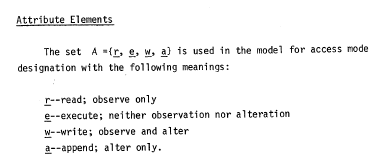 Attribute Elements
The set A ={r, e, w, a} is used in the model for access mode
designation with the following meanings:
r--read; observe only
e--execute; neither observation nor alteration
w--write; observe and alter
a--append; alter only.